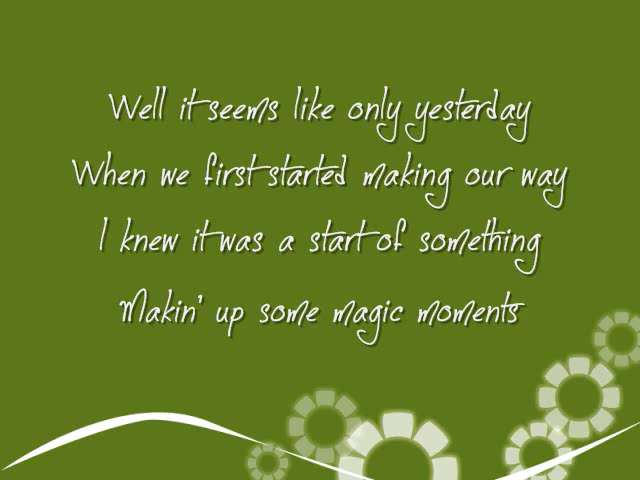 Well it seems like only yesterday
When we first started making our way
I knew it was a start of something
Makin' up some magic moments